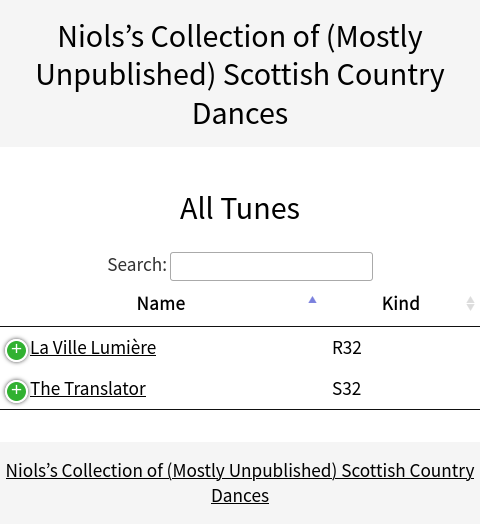 Niols’s Collection of (Mostly
Unpublished) Scottish Country
Dances
All Tunes
Search:
Name Kind
La Ville Lumière R32
The Translator S32
Niols’s Collection of (Mostly Unpublished) Scottish Country
Dances